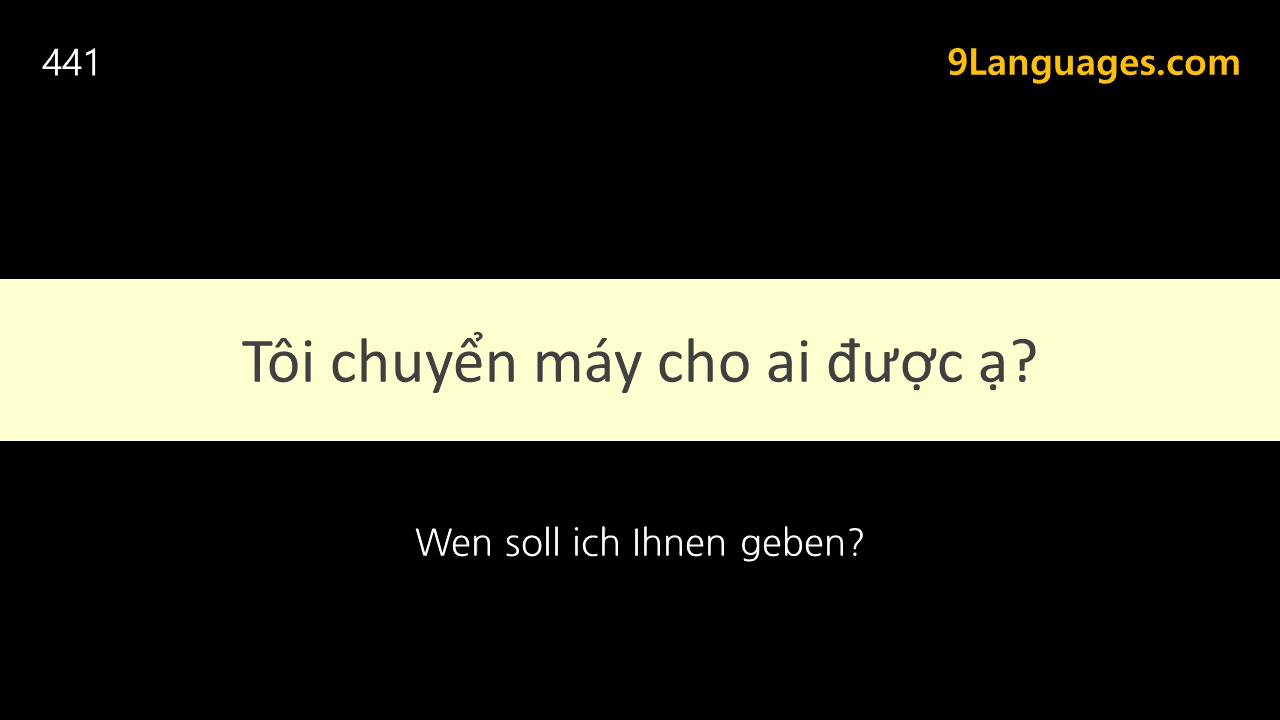 441
9Languages.com
Tôi chuyển máy cho ai được ạ?
Wen soll ich Ihnen geben?